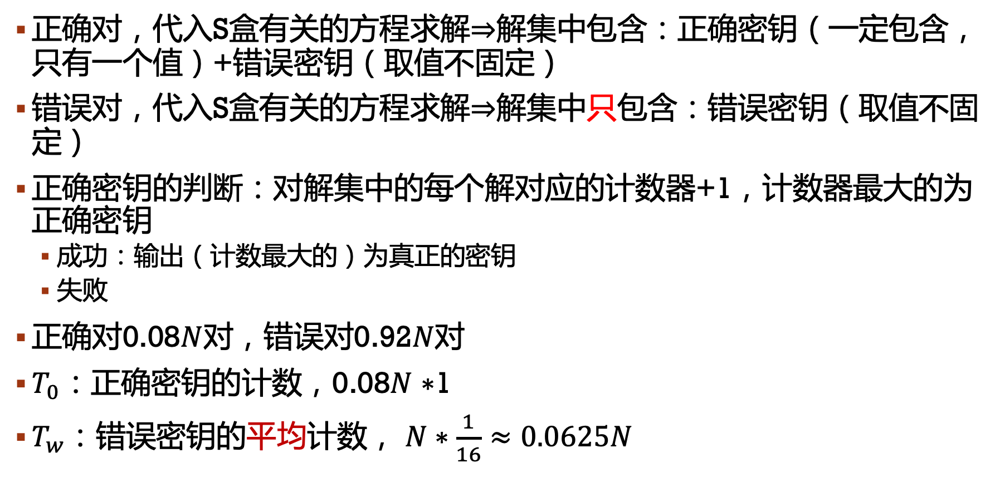 ▪正确对，代入S盒有关的方程求解⇒解集中包含：正确密钥（一定包含，
只有一个值）+错误密钥（取值不固定）
▪错误对，代入S盒有关的方程求解⇒解集中只包含：错误密钥（取值不固
定）
▪正确密钥的判断：对解集中的每个解对应的计数器+1，计数器最大的为
正确密钥
▪成功：输出（计数最大的）为真正的密钥
▪失败
▪正确对0.08N对，错误对0.92N对
▪T₀：正确密钥的计数，0.08N *1
▪T_w：错误密钥的平均计数， N * 1/16 ≈ 0.0625N